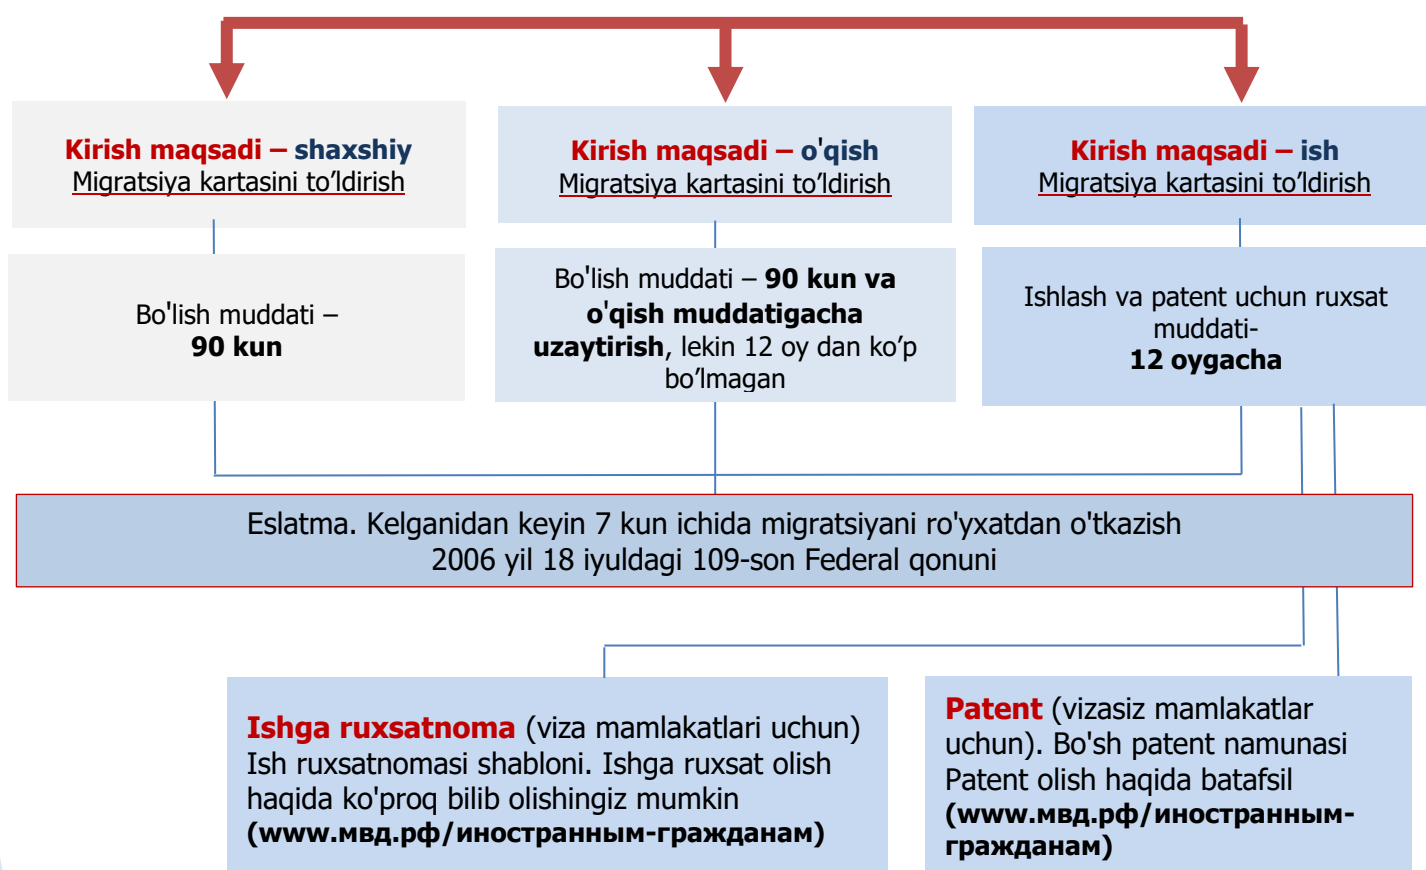 Kirish maqsadi – shaxshiy
Migratsiya kartasini to’ldirish
Kirish maqsadi – o'qish
Migratsiya kartasini to’ldirish
Kirish maqsadi – ish
Migratsiya kartasini to’ldirish
Bo'lish muddati –
90 kun
Bo'lish muddati – 90 kun va
o'qish muddatigacha
uzaytirish, lekin 12 oy dan ko’p
bo’lmagan
Ishlash va patent uchun ruxsat
muddati-
12 oygacha
Eslatma. Kelganidan keyin 7 kun ichida migratsiyani ro'yxatdan o'tkazish
2006 yil 18 iyuldagi 109-son Federal qonuni
Ishga ruxsatnoma (viza mamlakatlari uchun)
Ish ruxsatnomasi shabloni. Ishga ruxsat olish
haqida ko'proq bilib olishingiz mumkin
(www.мвд.рф/иностранным-гражданам)
Patent (vizasiz mamlakatlar
uchun). Bo'sh patent namunasi
Patent olish haqida batafsil
(www.мвд.рф/иностранным-
гражданам)